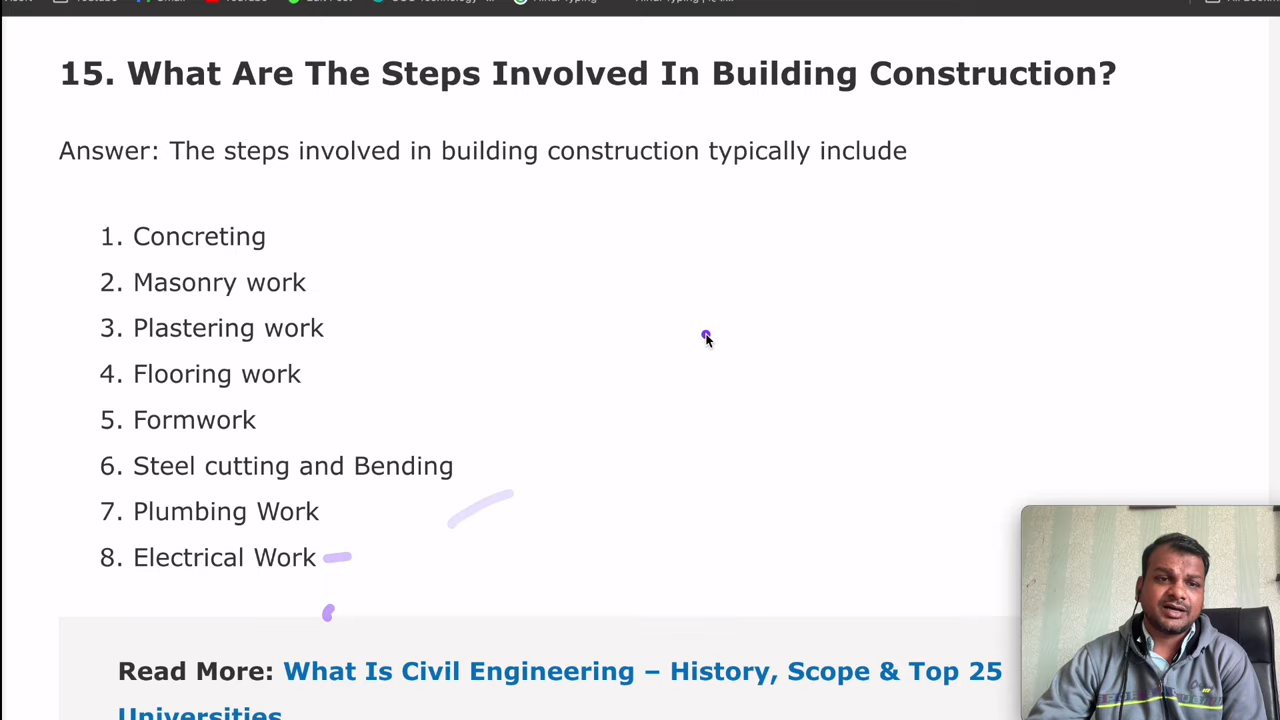 15. What Are The Steps Involved In Building Construction?
Answer: The steps involved in building construction typically include
1. Concreting
2. Masonry work
3. Plastering work
4. Flooring work
5. Formwork
6. Steel cutting and Bending
7. Plumbing Work
8. Electrical Work
Read More: What Is Civil Engineering – History, Scope & Top 25
Universities